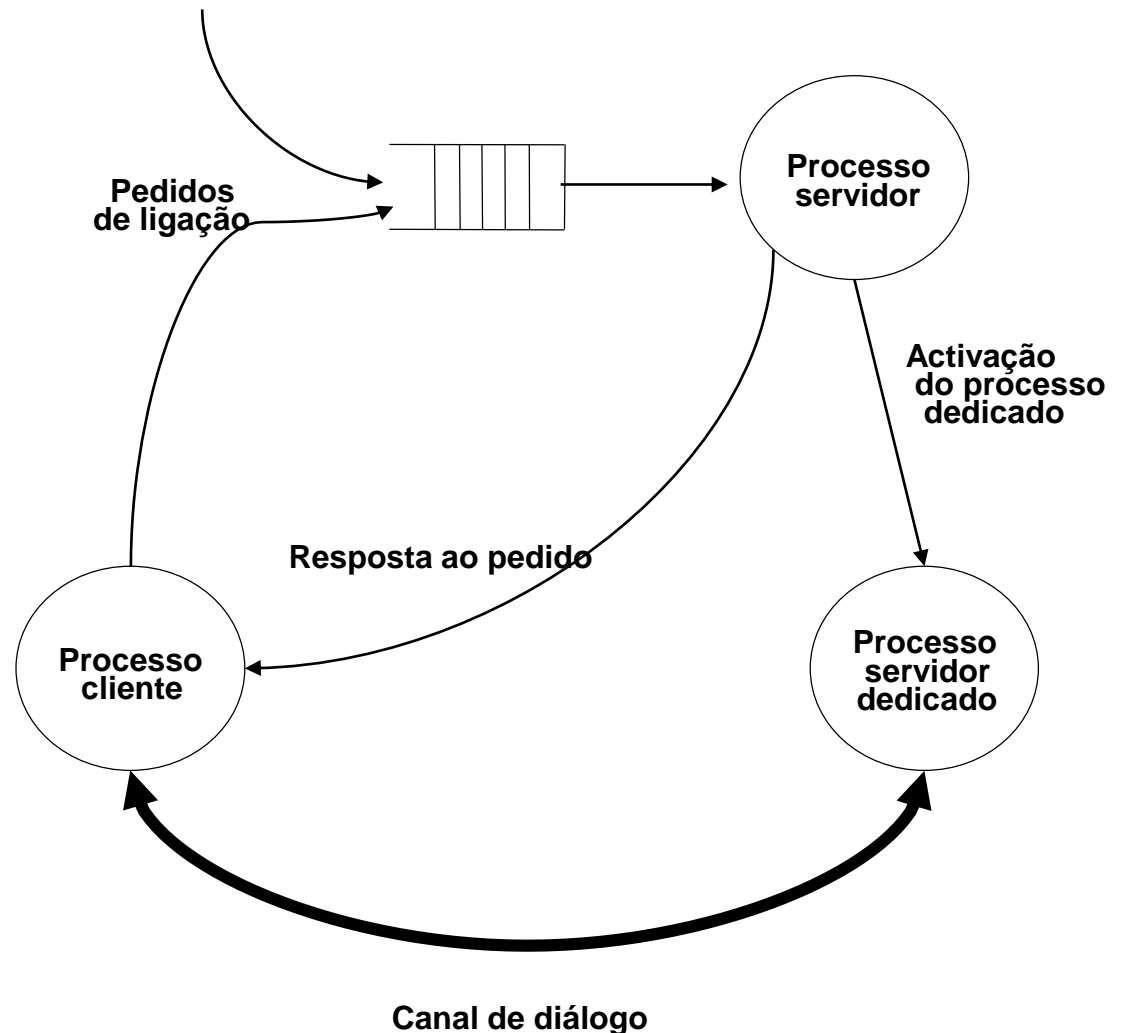 Processo
servidor
Pedidos
de ligação
Activação
do processo
dedicado
Resposta ao pedido
Processo
cliente
Processo
servidor
dedicado
Canal de diálogo